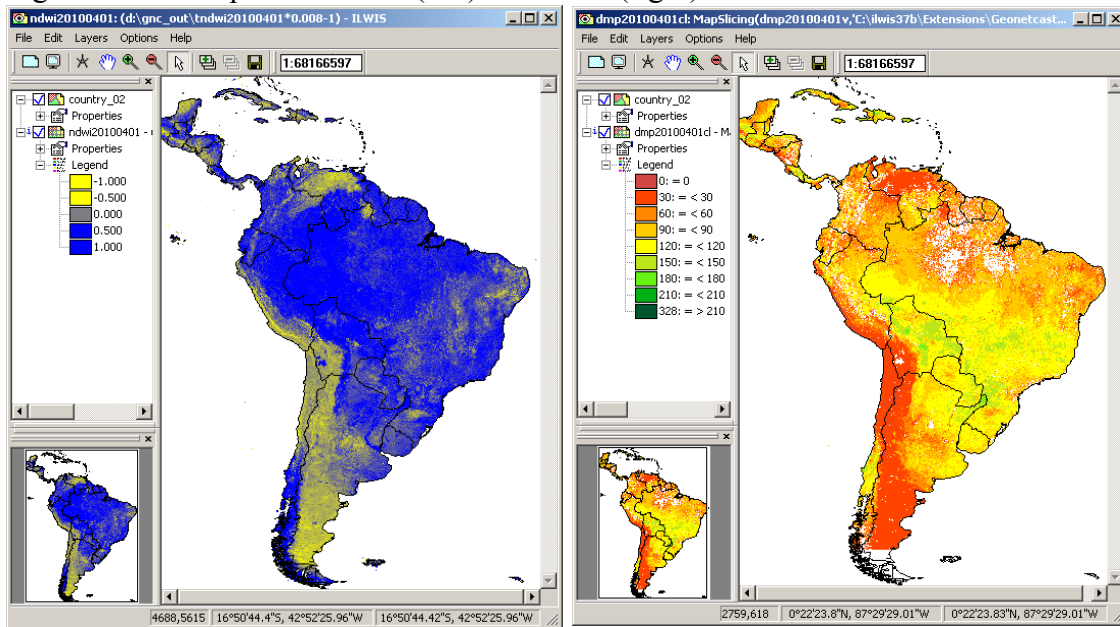 ndwi20100401: (d:\gnc_out\tndwi20100401*0.008-1) - ILWIS
File Edit Layers Options Help
1:68166597
country_02
Properties
ndwi20100401 -
Properties
Legend
-1.000
-0.500
0.000
0.500
1.000
4688,5615 16°50'44.4"S, 42°52'25.96"W 16°50'44.42"S, 42°52'25.96"W
dmp20100401cl: MapSlicing(dmp20100401v,'C:\ilwis37b\Extensions\Geonetcast...
File Edit Layers Options Help
1:68166597
country_02
Properties
dmp20100401cl - Ma
Properties
Legend
0: = 0
30: = < 30
60: = < 60
90: = < 90
120: = < 120
150: = < 150
180: = < 180
210: = < 210
328: = > 210
2759,618 0°22'23.8"N, 87°29'29.01"W 0°22'23.83"N, 87°29'29.01"W